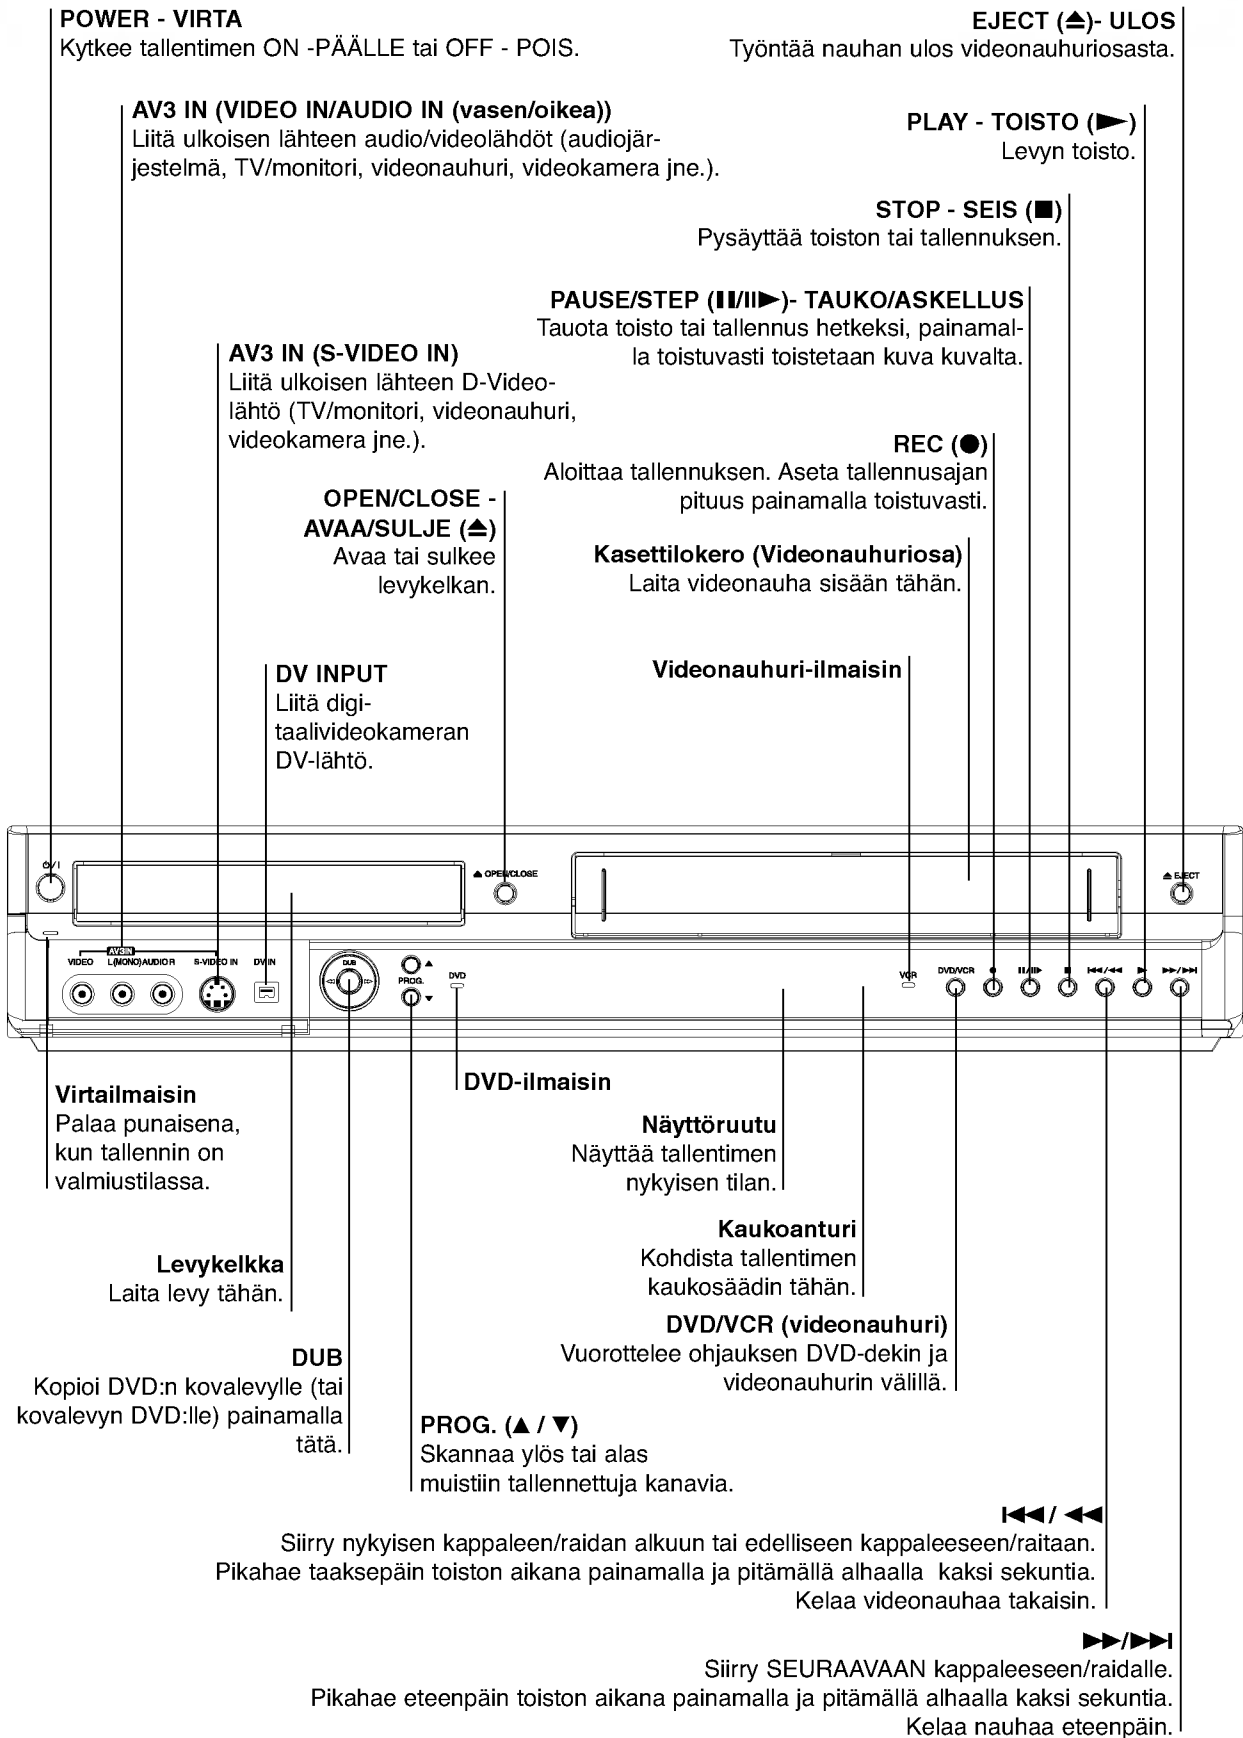 POWER - VIRTA
Kytkee tallentimen ON -PÄÄLLE tai OFF - POIS.
EJECT (⏏)- ULOS
Työntää nauhan ulos videonauhuriosasta.
AV3 IN (VIDEO IN/AUDIO IN (vasen/oikea))
Liitä ulkoisen lähteen audio/videolähdöt (audiojär-
jestelmä, TV/monitori, videonauhuri, videokamera jne.).
PLAY - TOISTO (►)
Levyn toisto.
STOP - SEIS (■)
Pysäyttää toiston tai tallennuksen.
PAUSE/STEP (❚❚/❚❚►)- TAUKO/ASKELLUS
Tauota toisto tai tallennus hetkeksi, painamal-
la toistuvasti toistetaan kuva kuvalta.
AV3 IN (S-VIDEO IN)
Liitä ulkoisen lähteen D-Video-
lähtö (TV/monitori, videonauhuri,
videokamera jne.).
REC (●)
Aloittaa tallennuksen. Aseta tallennusajan
pituus painamalla toistuvasti.
OPEN/CLOSE -
AVAA/SULJE (⏏)
Avaa tai sulkee
levykelkan.
Kasettilokero (Videonauhuriosa)
Laita videonauha sisään tähän.
DV INPUT
Liitä digi-
taalivideokameran
DV-lähtö.
Videonauhuri-ilmaisin
⏻/I
▲ OPEN/CLOSE
⏏ EJECT
AV3 IN
VIDEO L(MONO)AUDIO R S-VIDEO IN DV IN
DUB
◁◁ ▷▷
▲
PROG.
▼
DVD
VCR
DVD/VCR ● ❚❚/❚❚► ■ I◄◄/◄◄ ► ►►/►►I
Virtailmaisin
Palaa punaisena,
kun tallennin on
valmiustilassa.
DVD-ilmaisin
Näyttöruutu
Näyttää tallentimen
nykyisen tilan.
Levykelkka
Laita levy tähän.
Kaukoanturi
Kohdista tallentimen
kaukosäädin tähän.
DVD/VCR (videonauhuri)
Vuorottelee ohjauksen DVD-dekin ja
videonauhurin välillä.
DUB
Kopioi DVD:n kovalevylle (tai
kovalevyn DVD:lle) painamalla
tätä.
PROG. (▲ / ▼)
Skannaa ylös tai alas
muistiin tallennettuja kanavia.
I◄◄ / ◄◄
Siirry nykyisen kappaleen/raidan alkuun tai edelliseen kappaleeseen/raitaan.
Pikahae taaksepäin toiston aikana painamalla ja pitämällä alhaalla kaksi sekuntia.
Kelaa videonauhaa takaisin.
►►/►►I
Siirry SEURAAVAAN kappaleeseen/raidalle.
Pikahae eteenpäin toiston aikana painamalla ja pitämällä alhaalla kaksi sekuntia.
Kelaa nauhaa eteenpäin.